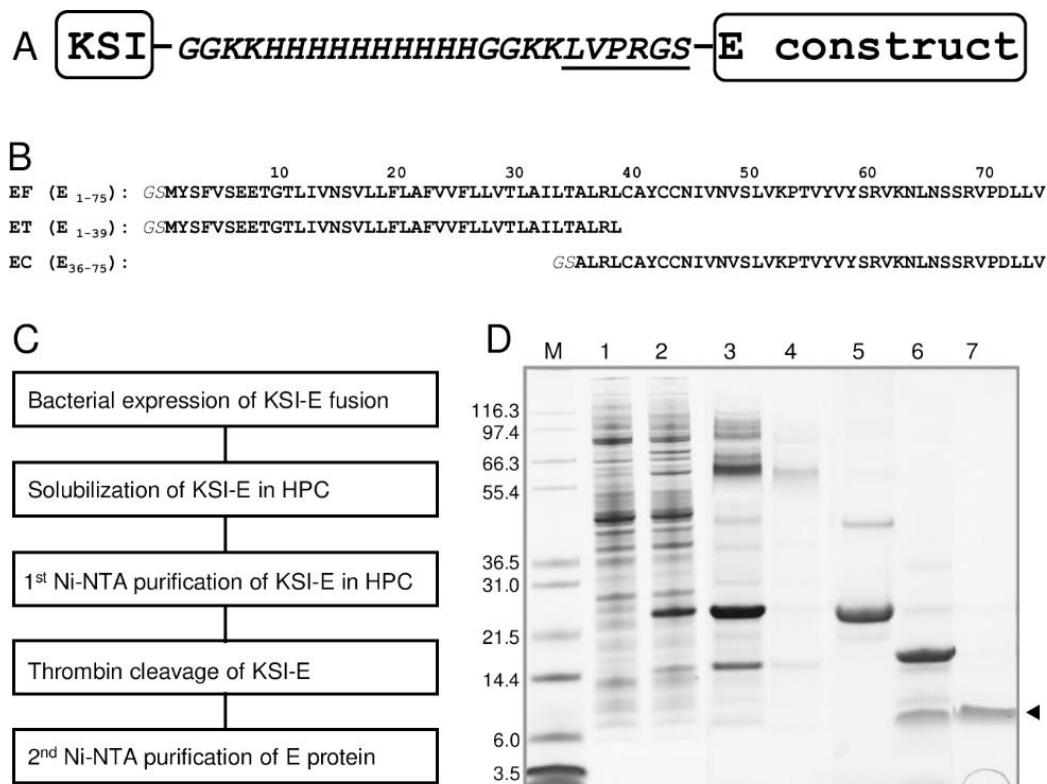 A KSI–GGKKHHHHHHHHHHGGKKLVPRGS–E construct
B
10 20 30 40 50 60 70
EF (E 1-75): GSMYSFVSEETGTLIVNSVLLFLAFVVFLLVTLAILTALRLCAYCCNIVNVSLVKPTVYVYSRVKNLNSSRVPDLLV
ET (E 1-39): GSMYSFVSEETGTLIVNSVLLFLAFVVFLLVTLAILTALRL
EC (E36-75): GSALRLCAYCCNIVNVSLVKPTVYVYSRVKNLNSSRVPDLLV
C
Bacterial expression of KSI-E fusion
Solubilization of KSI-E in HPC
1st Ni-NTA purification of KSI-E in HPC
Thrombin cleavage of KSI-E
2nd Ni-NTA purification of E protein
D
M 1 2 3 4 5 6 7
116.3
97.4
66.3
55.4
36.5
31.0
21.5
14.4
6.0
3.5